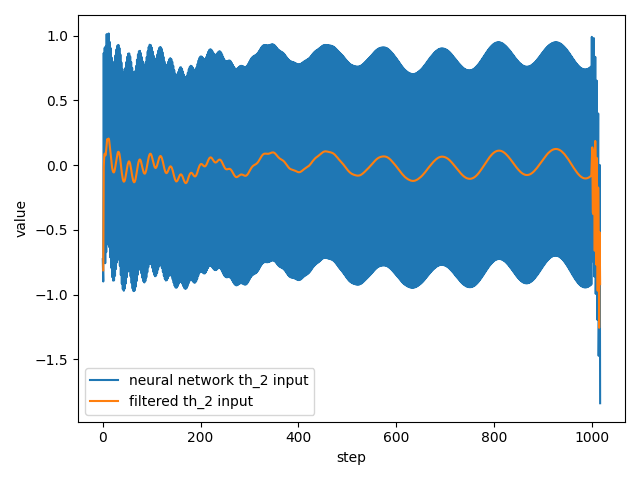 1.0
0.5
0.0
−0.5
−1.0
−1.5
value
neural network th_2 input
filtered th_2 input
0 200 400 600 800 1000
step